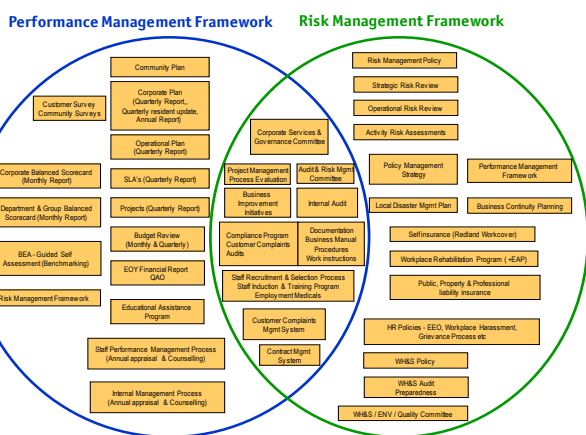 Performance Management Framework
Risk Management Framework
Community Plan
Customer Survey
Community Surveys
Corporate Plan
(Quarterly Report,,
Quarterly resident update,
Annual Report)
Operational Plan
(Quarterly Report)
Corporate Balanced Scorecard
(Monthly Report)
SLA's (Quarterly Report)
Department & Group Balanced
Scorecard (Monthly Report)
Projects (Quarterly Report)
Budget Review
(Monthly & Quarterly)
BEA - Guided Self
Assessment (Benchmarking)
EOY Financial Report
QAO
Risk Management Framework
Educational Assistance
Program
Staff Performance Management Process
(Annual appraisal & Counselling)
Internal Management Process
(Annual appraisal & Counselling)
Corporate Services &
Governance Committee
Project Management
Process Evaluation
Audit & Risk Mgmt
Committee
Business
Improvement
Initiatives
Internal Audit
Compliance Program
Customer Complaints
Audits
Documentation
Business Manual
Procedures
Work instructions
Staff Recruitment & Selection Process
Staff Induction & Training Program
Employment Medicals
Customer Complaints
Mgmt System
Contract Mgmt
System
Risk Management Policy
Strategic Risk Review
Operational Risk Review
Activity Risk Assessments
Policy Management
Strategy
Performance Management
Framework
Local Disaster Mgmt Plan
Business Continuity Planning
Selfinsurance (Redland Workcover)
Workplace Rehabilitation Program (+EAP)
Public, Property & Professional
liability insurance
HR Policies - EEO, Workplace Harassment,
Grievance Process etc
WH&S Policy
WH&S Audit
Preparedness
WH&S / ENV / Quality Committee